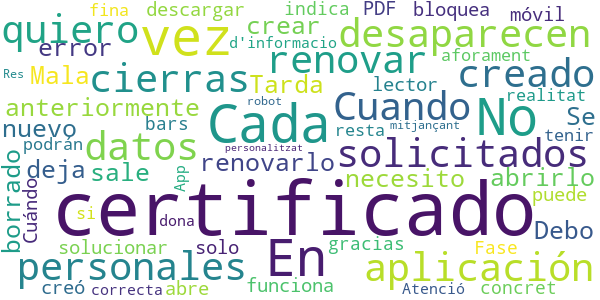 fina descargar indica PDF bloquea móvil
quiero vez crear desaparecen
error renovar
Res d'informacio aforament
Mala cierras Tarda lector creado
anteriormente robot Cuando realitat
Cada No Se
nuevo bars resta mitjançant tenir
podrán datos personalitzat solicitados
borrado deja sale renovarlo necesito abrirlo
Cuándo App puede
certificado
si dona Debo
solucionar solo En gracias Fase
personales funciona aplicación
creó correcta abre Atenció concret